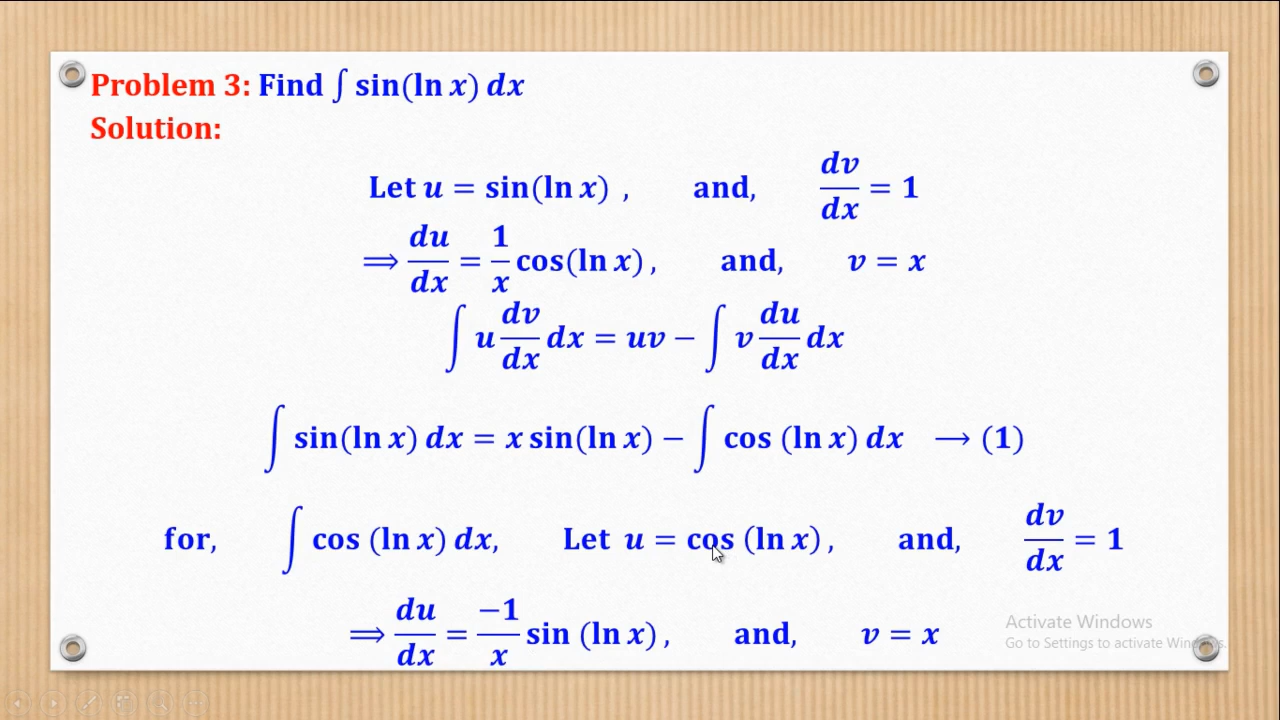 Problem 3: Find ∫ sin(ln x) dx
Solution:
Let u = sin(ln x) , and, dv/dx = 1
⟹ du/dx = 1/x cos(ln x) , and, v = x
∫ u dv/dx dx = uv − ∫ v du/dx dx
∫ sin(ln x) dx = x sin(ln x) − ∫ cos (ln x) dx → (1)
for, ∫ cos (ln x) dx, Let u = cos (ln x) , and, dv/dx = 1
⟹ du/dx = −1/x sin (ln x) , and, v = x
Activate Windows
Go to Settings to activate Windows.